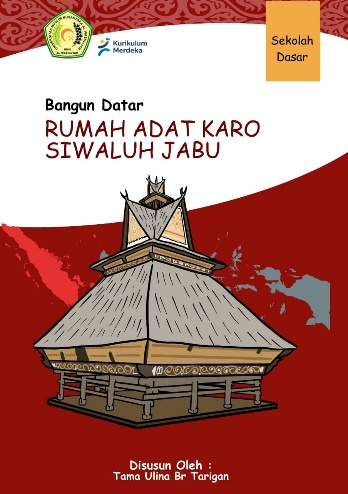 Kurikulum
Merdeka
Sekolah
Dasar
Bangun Datar
RUMAH ADAT KARO
SIWALUH JABU
Disusun Oleh :
Tama Ulina Br Tarigan